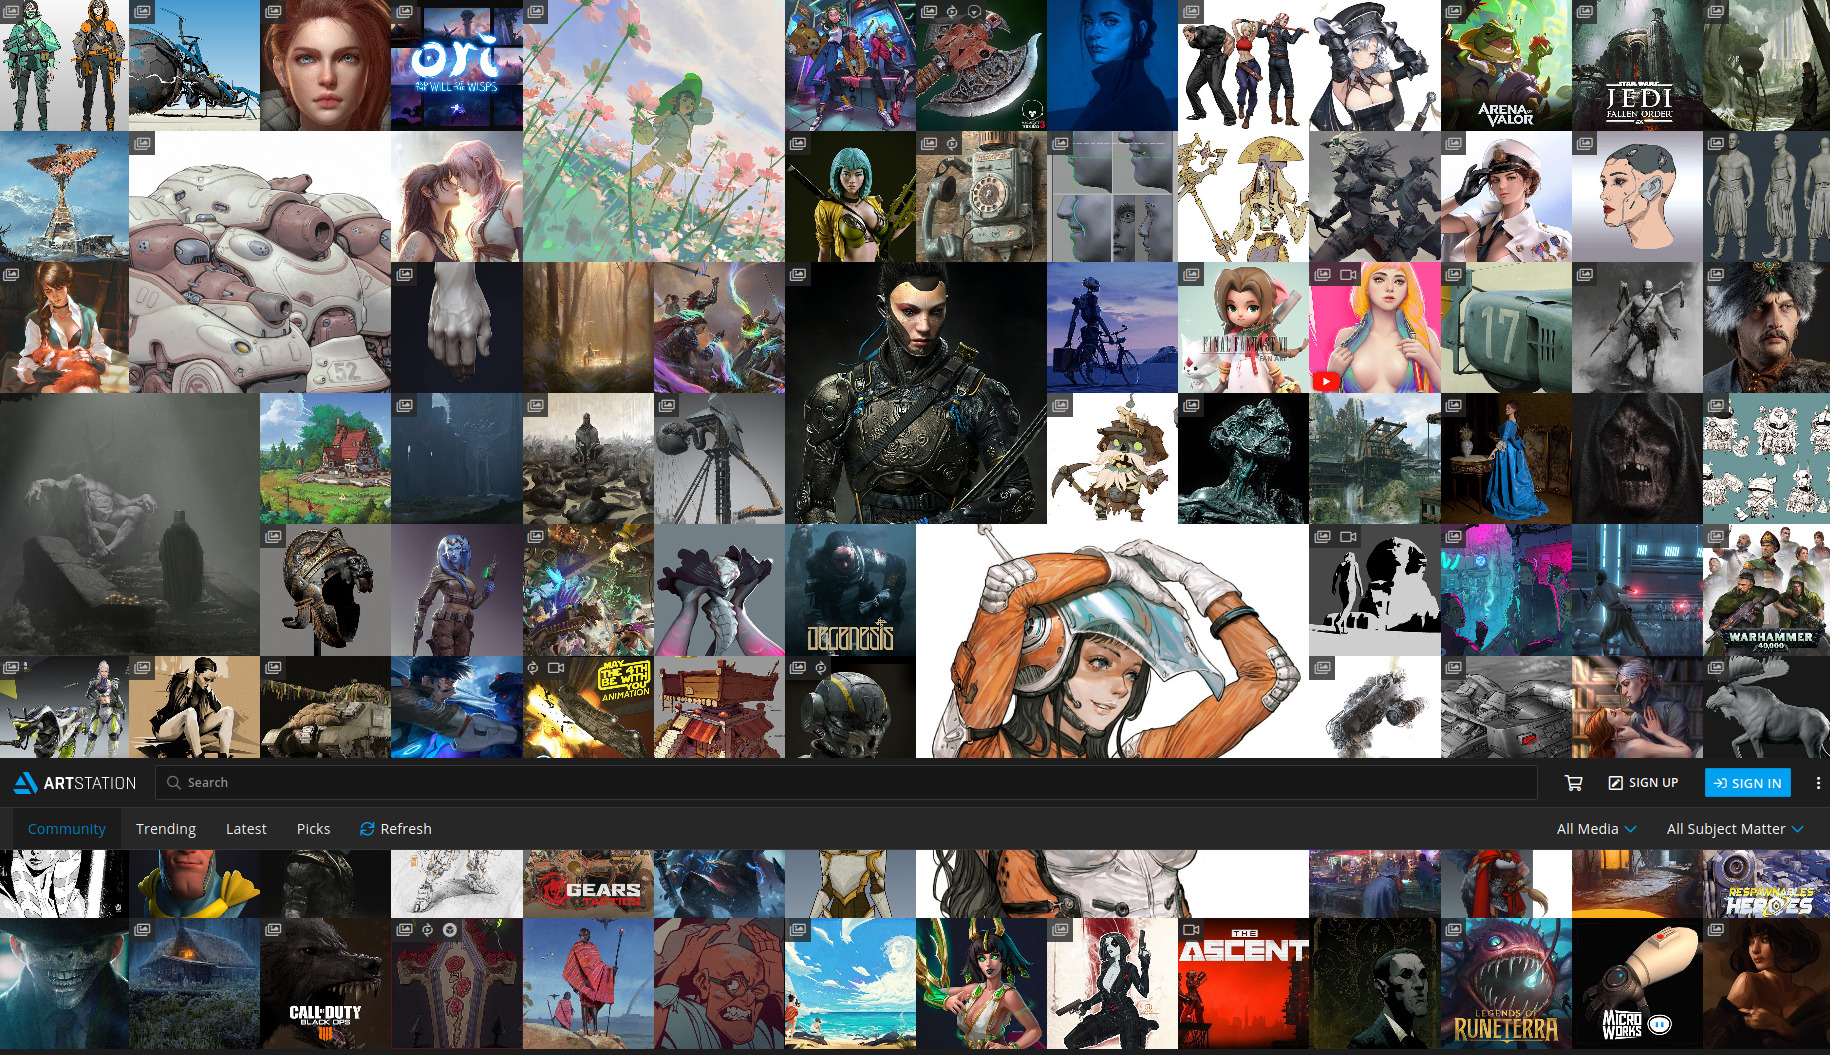 ori
AND THE WILL OF THE WISPS
ARENA OF VALOR
STAR WARS
JEDI
FALLEN ORDER
FINAL FANTASY VII
FAN ART
17
52
DEGENESIS
WARHAMMER
40,000
MAY
THE 4TH
BE WITH
YOU
ANIMATION
ARTSTATION
Search
SIGN UP
SIGN IN
Community
Trending
Latest
Picks
Refresh
All Media
All Subject Matter
GEARS
TACTICS
RESPAWNABLES
HEROES
CALL OF DUTY
BLACK OPS
IIII
THE
ASCENT
LEGENDS OF
RUNETERRA
MICRO
WORKS